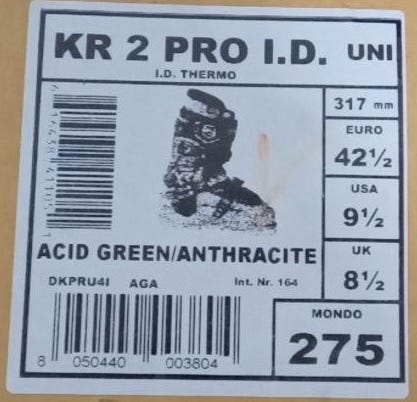 KR 2 PRO I.D. UNI
I.D. THERMO
317 mm
EURO
42½
USA
9½
UK
8½
ACID GREEN/ANTHRACITE
DKPRU4I AGA Int. Nr. 164
MONDO
275
8 050440 003804